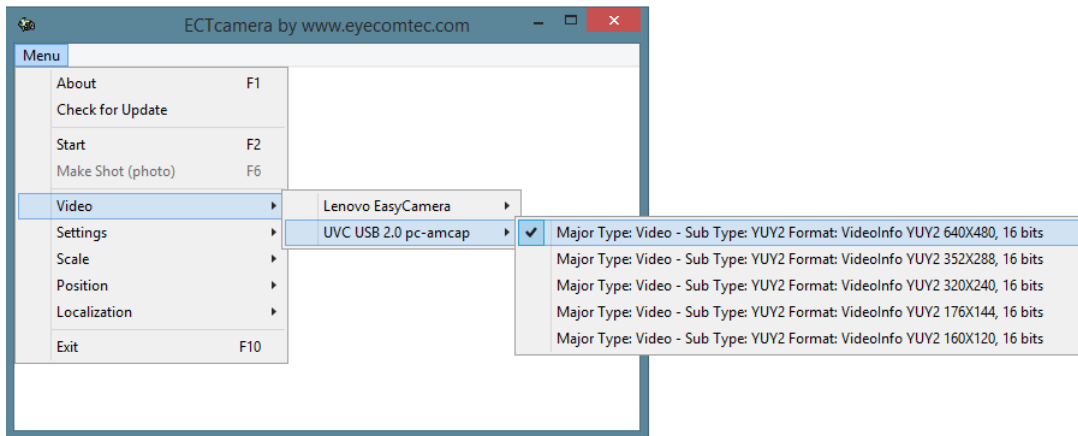 ECTcamera by www.eyecomtec.com
Menu
About F1
Check for Update
Start F2
Make Shot (photo) F6
Video
Settings
Scale
Position
Localization
Exit F10
Lenovo EasyCamera
UVC USB 2.0 pc-amcap
Major Type: Video - Sub Type: YUY2 Format: VideoInfo YUY2 640X480, 16 bits
Major Type: Video - Sub Type: YUY2 Format: VideoInfo YUY2 352X288, 16 bits
Major Type: Video - Sub Type: YUY2 Format: VideoInfo YUY2 320X240, 16 bits
Major Type: Video - Sub Type: YUY2 Format: VideoInfo YUY2 176X144, 16 bits
Major Type: Video - Sub Type: YUY2 Format: VideoInfo YUY2 160X120, 16 bits